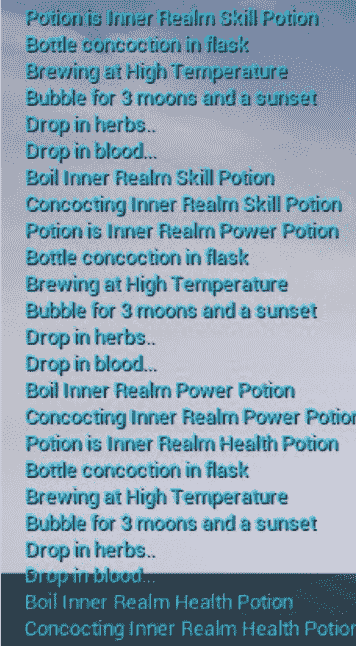 Potion is Inner Realm Skill Potion
Bottle concoction in flask
Brewing at High Temperature
Bubble for 3 moons and a sunset
Drop in herbs..
Drop in blood...
Boil Inner Realm Skill Potion
Concocting Inner Realm Skill Potion
Potion is Inner Realm Power Potion
Bottle concoction in flask
Brewing at High Temperature
Bubble for 3 moons and a sunset
Drop in herbs..
Drop in blood...
Boil Inner Realm Power Potion
Concocting Inner Realm Power Potion
Potion is Inner Realm Health Potion
Bottle concoction in flask
Brewing at High Temperature
Bubble for 3 moons and a sunset
Drop in herbs..
Drop in blood...
Boil Inner Realm Health Potion
Concocting Inner Realm Health Potion